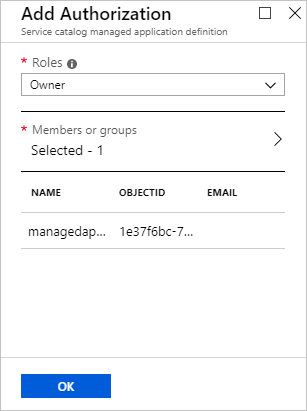 Add Authorization
Service catalog managed application definition
* Roles
Owner
* Members or groups
Selected - 1
NAME OBJECTID EMAIL
managedap... 1e37f6bc-7...
OK